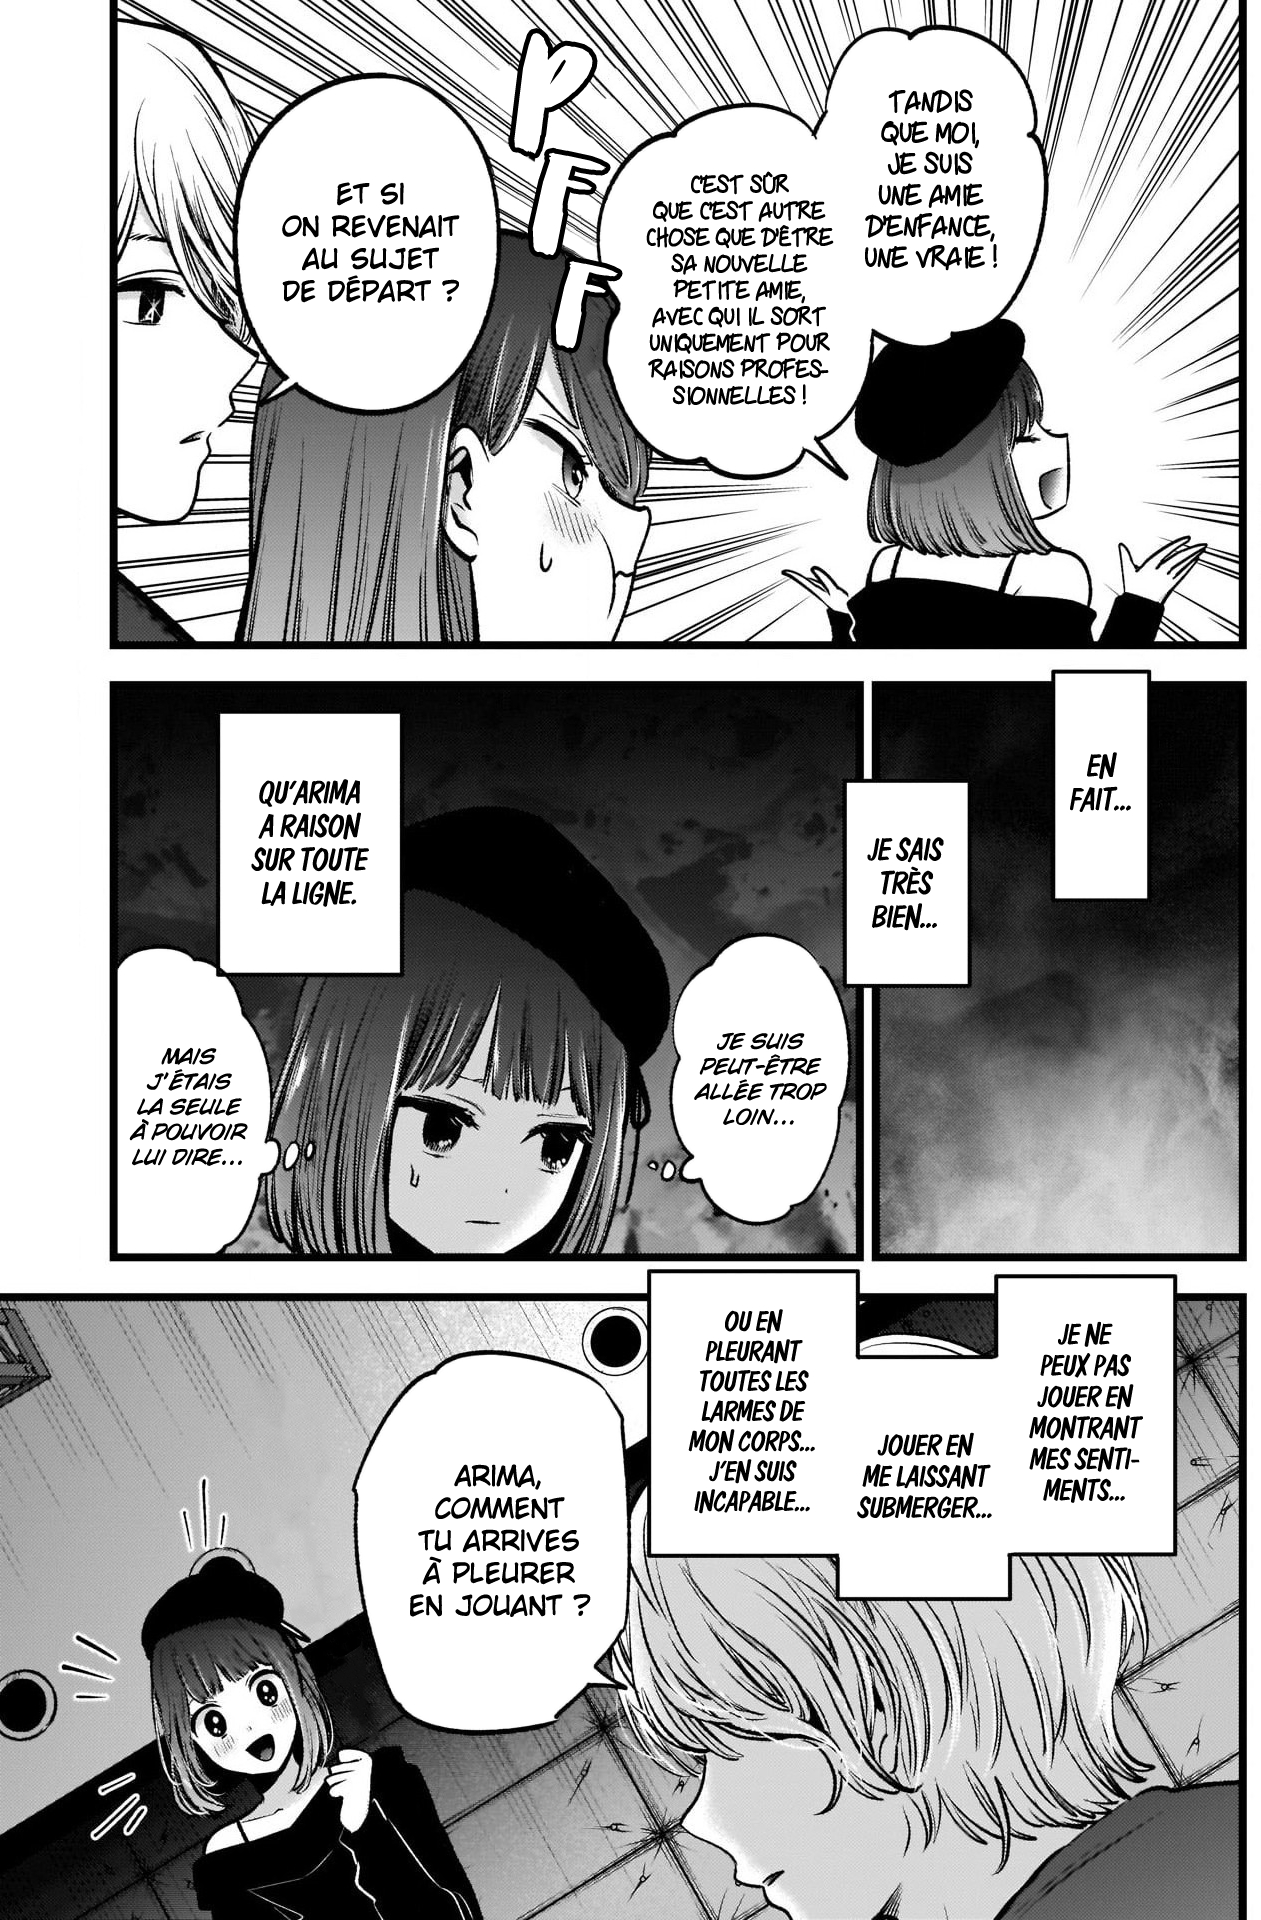 TANDIS
QUE MOI,
JE SUIS
UNE AMIE
D'ENFANCE,
UNE VRAIE !
C'EST SÛR
QUE C'EST AUTRE
CHOSE QUE D'ÊTRE
SA NOUVELLE
PETITE AMIE,
AVEC QUI IL SORT
UNIQUEMENT POUR
RAISONS PROFES-
SIONNELLES !
PFFF
ET SI
ON REVENAIT
AU SUJET
DE DÉPART ?
EN
FAIT...
JE SAIS
TRÈS
BIEN...
QU'ARIMA
A RAISON
SUR TOUTE
LA LIGNE.
JE SUIS
PEUT-ÊTRE
ALLÉE TROP
LOIN...
MAIS
J'ÉTAIS
LA SEULE
À POUVOIR
LUI DIRE...
JE NE
PEUX PAS
JOUER EN
MONTRANT
MES SENTI-
MENTS...
JOUER EN
ME LAISSANT
SUBMERGER...
OU EN
PLEURANT
TOUTES LES
LARMES DE
MON CORPS...
J'EN SUIS
INCAPABLE...
ARIMA,
COMMENT
TU ARRIVES
À PLEURER
EN JOUANT ?